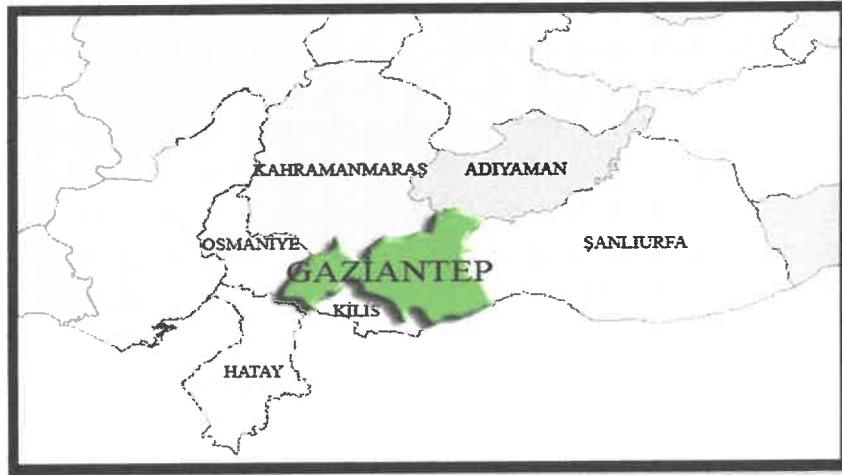 KAHRAMANMARAŞ
ADIYAMAN
OSMANİYE
ŞANLIURFA
GAZİANTEP
KİLİS
HATAY